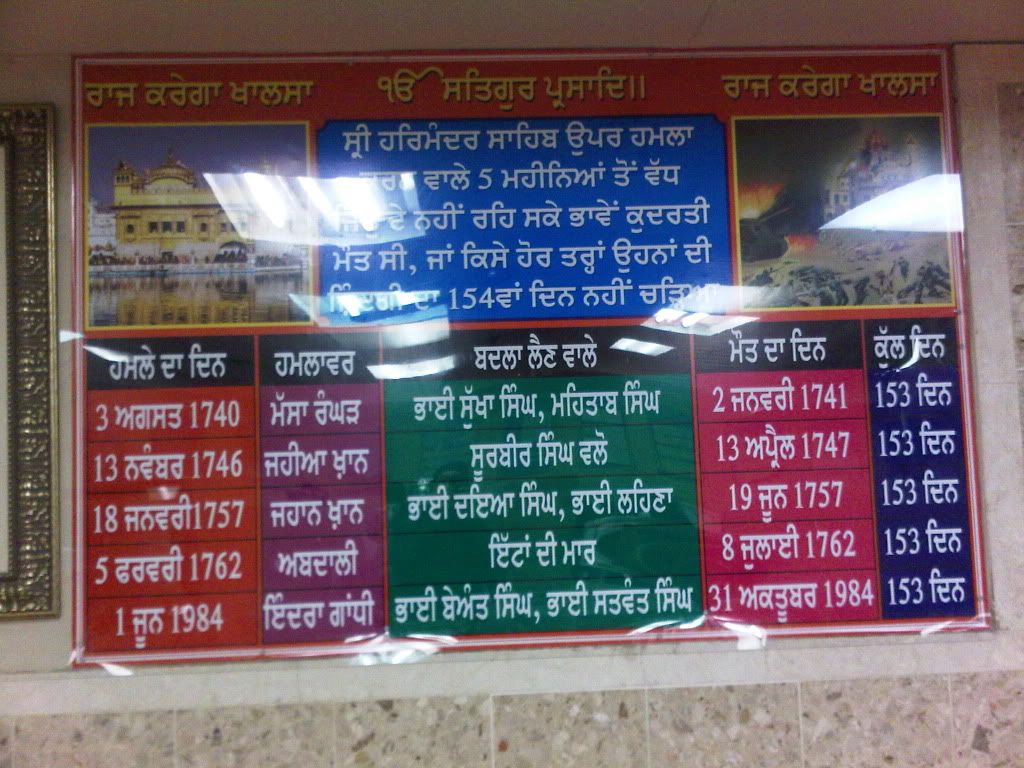 ਰਾਜ ਕਰੇਗਾ ਖਾਲਸਾ ੴ ਸਤਿਗੁਰ ਪ੍ਰਸਾਦਿ।। ਰਾਜ ਕਰੇਗਾ ਖਾਲਸਾ
ਸ੍ਰੀ ਹਰਿਮੰਦਰ ਸਾਹਿਬ ਉਪਰ ਹਮਲਾ
ਵਾਲੇ 5 ਮਹੀਨਿਆਂ ਤੋਂ ਵੱਧ
ਨਹੀਂ ਰਹਿ ਸਕੇ ਭਾਵੇਂ ਕੁਦਰਤੀ
ਮੌਤ ਸੀ, ਜਾਂ ਕਿਸੇ ਹੋਰ ਤਰ੍ਹਾਂ ਉਹਨਾਂ ਦੀ
ਦਾ 154ਵਾਂ ਦਿਨ ਨਹੀਂ ਚੜ੍ਹਿਆ
ਹਮਲੇ ਦਾ ਦਿਨ ਹਮਲਾਵਰ ਬਦਲਾ ਲੈਣ ਵਾਲੇ ਮੌਤ ਦਾ ਦਿਨ ਕੁੱਲ ਦਿਨ
3 ਅਗਸਤ 1740 ਮੱਸਾ ਰੰਘੜ ਭਾਈ ਸੁੱਖਾ ਸਿੰਘ, ਮਹਿਤਾਬ ਸਿੰਘ 2 ਜਨਵਰੀ 1741 153 ਦਿਨ
13 ਨਵੰਬਰ 1746 ਜਹੀਆ ਖ਼ਾਨ ਸੂਰਬੀਰ ਸਿੰਘ ਵਲੋ 13 ਅਪ੍ਰੈਲ 1747 153 ਦਿਨ
18 ਜਨਵਰੀ1757 ਜਹਾਨ ਖ਼ਾਨ ਭਾਈ ਦਇਆ ਸਿੰਘ, ਭਾਈ ਲਹਿਣਾ 19 ਜੂਨ 1757 153 ਦਿਨ
5 ਫਰਵਰੀ 1762 ਅਬਦਾਲੀ ਇੱਟਾਂ ਦੀ ਮਾਰ 8 ਜੁਲਾਈ 1762 153 ਦਿਨ
1 ਜੂਨ 1984 ਇੰਦਰਾ ਗਾਂਧੀ ਭਾਈ ਬੇਅੰਤ ਸਿੰਘ, ਭਾਈ ਸਤਵੰਤ ਸਿੰਘ 31 ਅਕਤੂਬਰ 1984 153 ਦਿਨ